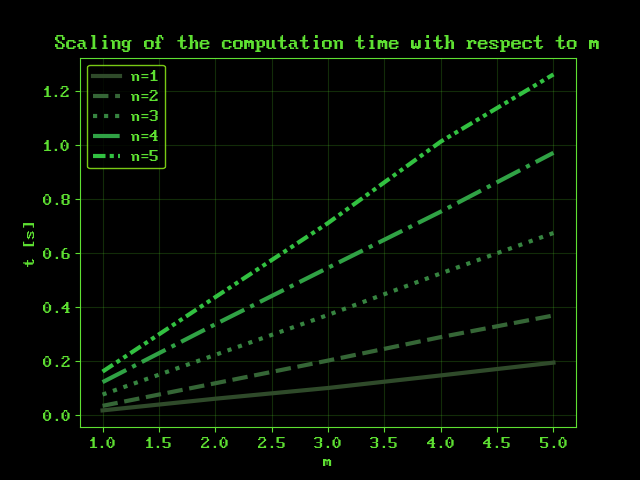 Scaling of the computation time with respect to m
n=1
n=2
n=3
n=4
n=5
t [s]
1.2
1.0
0.8
0.6
0.4
0.2
0.0
1.0 1.5 2.0 2.5 3.0 3.5 4.0 4.5 5.0
m